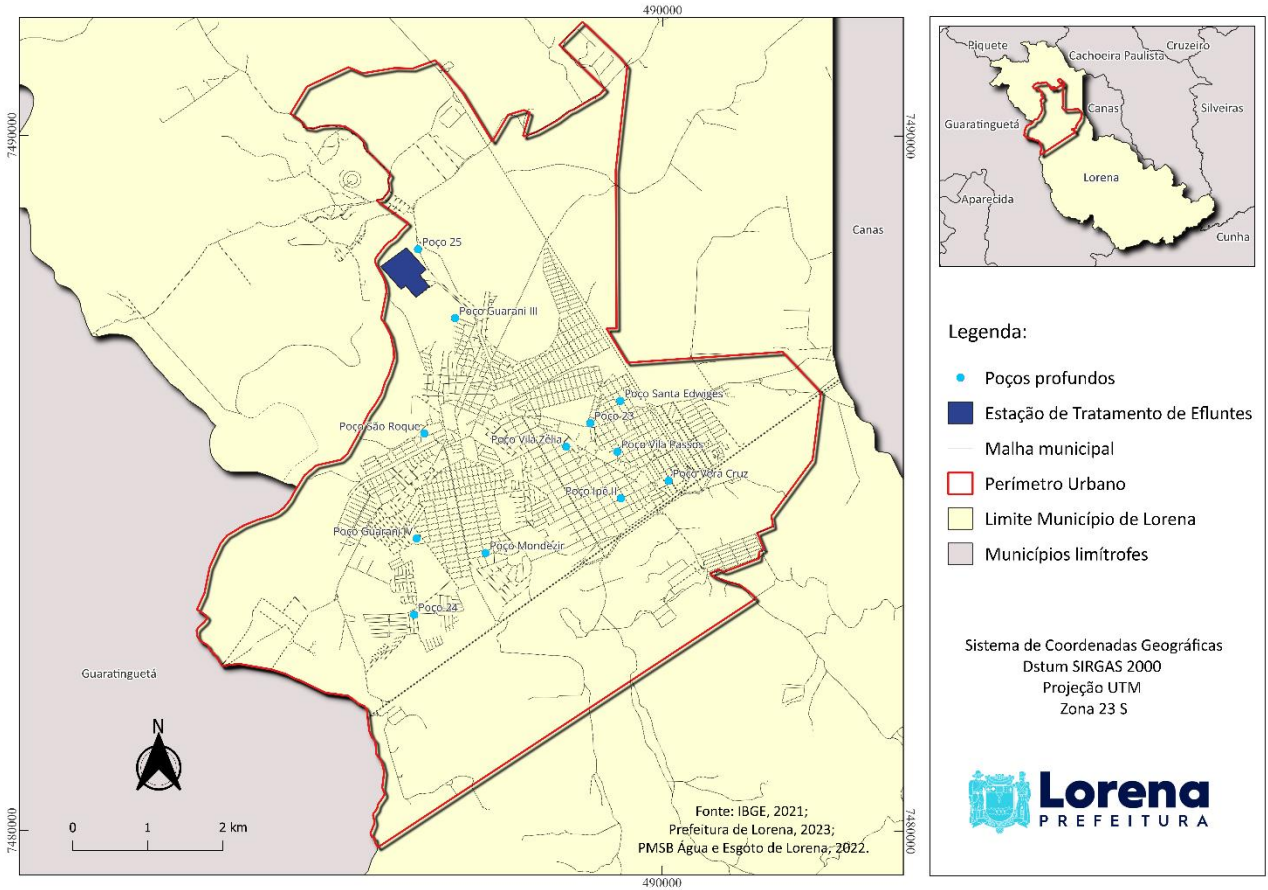 490000
7490000
7490000
Canas
Poço 25
Poço Guarani III
Poço Santa Edwiges
Poço 23
Poço São Roque
Poço Vila Zélia
Poço Vila Passos
Poço Vera Cruz
Poço Ipê II
Poço Guarani IV
Poço Mondezir
Poço 24
Guaratinguetá
N
0 1 2 km
Fonte: IBGE, 2021;
Prefeitura de Lorena, 2023;
PMSB Água e Esgoto de Lorena, 2022.
7480000
7480000
490000
Piquete
Cruzeiro
Cachoeira Paulista
Canas
Silveiras
Guaratinguetá
Lorena
Aparecida
Cunha
Legenda:
Poços profundos
Estação de Tratamento de Efluntes
Malha municipal
Perímetro Urbano
Limite Município de Lorena
Municípios limítrofes
Sistema de Coordenadas Geográficas
Dstum SIRGAS 2000
Projeção UTM
Zona 23 S
Lorena
PREFEITURA